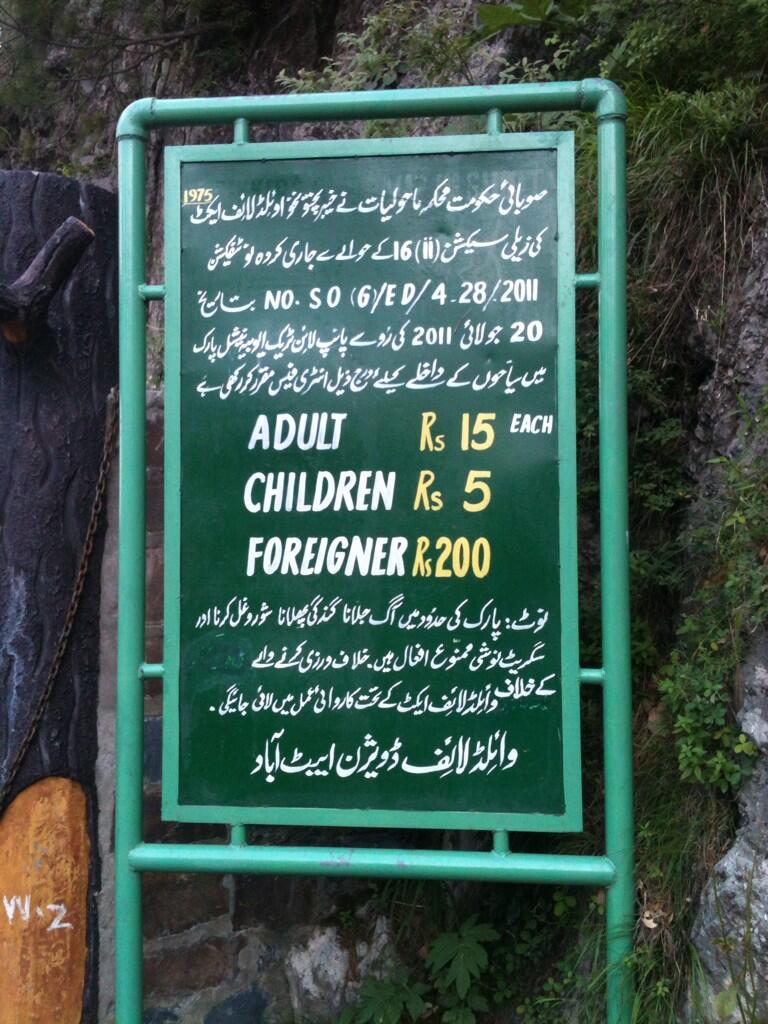 صوبائی حکومت محکمہ ماحولیات نے خیبر پختونخواہ وائلڈ لائف ایکٹ 1975
کی ذیلی سیکشن 16(ii) کے حوالے سے جاری کردہ نوٹیفکیشن
NO. SO (6)/ED/4-28/2011 بتاریخ
20 جولائی 2011 کی رُو سے پائپ لائن ٹریک ایوبیہ نیشنل پارک
میں سیاحوں کے داخلے کیلئے درج ذیل انٹری فیس مقرر کر رکھی ہے
ADULT Rs 15 EACH
CHILDREN Rs 5
FOREIGNER Rs 200
نوٹ: پارک کی حدود میں آگ جلانا گندگی پھیلانا شوروغل کرنا اور
سگریٹ نوشی ممنوع افعال ہیں۔ خلاف ورزی کرنے والے
کے خلاف وائلڈ لائف ایکٹ کے تحت کاروائی عمل میں لائی جائیگی۔
وائلڈ لائف ڈویژن ایبٹ آباد
W.Z